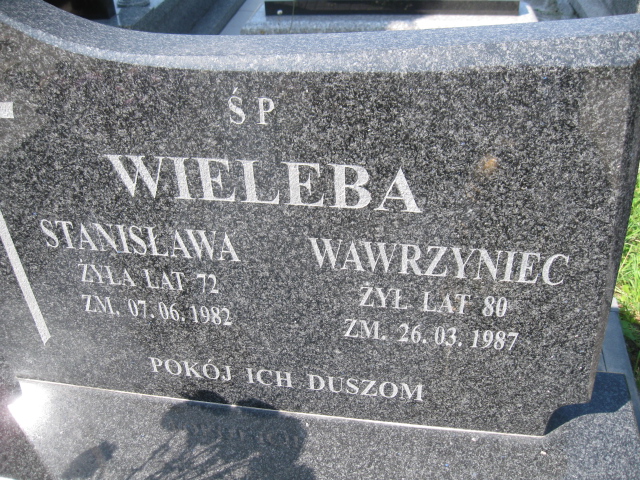 Ś P
WIELEBA
STANISŁAWA
ŻYŁA LAT 72
ZM. 07.06.1982
WAWRZYNIEC
ŻYŁ LAT 80
ZM. 26.03.1987
POKÓJ ICH DUSZOM